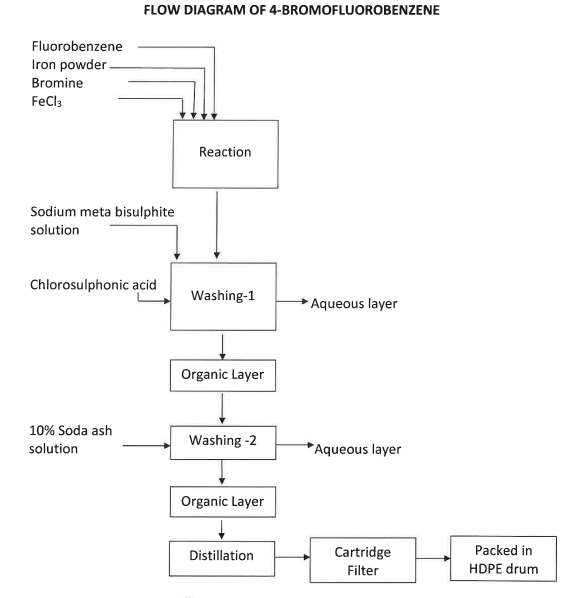 FLOW DIAGRAM OF 4-BROMOFLUOROBENZENE
Fluorobenzene
Iron powder
Bromine
FeCl₃
Reaction
Sodium meta bisulphite
solution
Chlorosulphonic acid
Washing-1
Aqueous layer
Organic Layer
10% Soda ash
solution
Washing -2
Aqueous layer
Organic Layer
Distillation
Cartridge
Filter
Packed in
HDPE drum